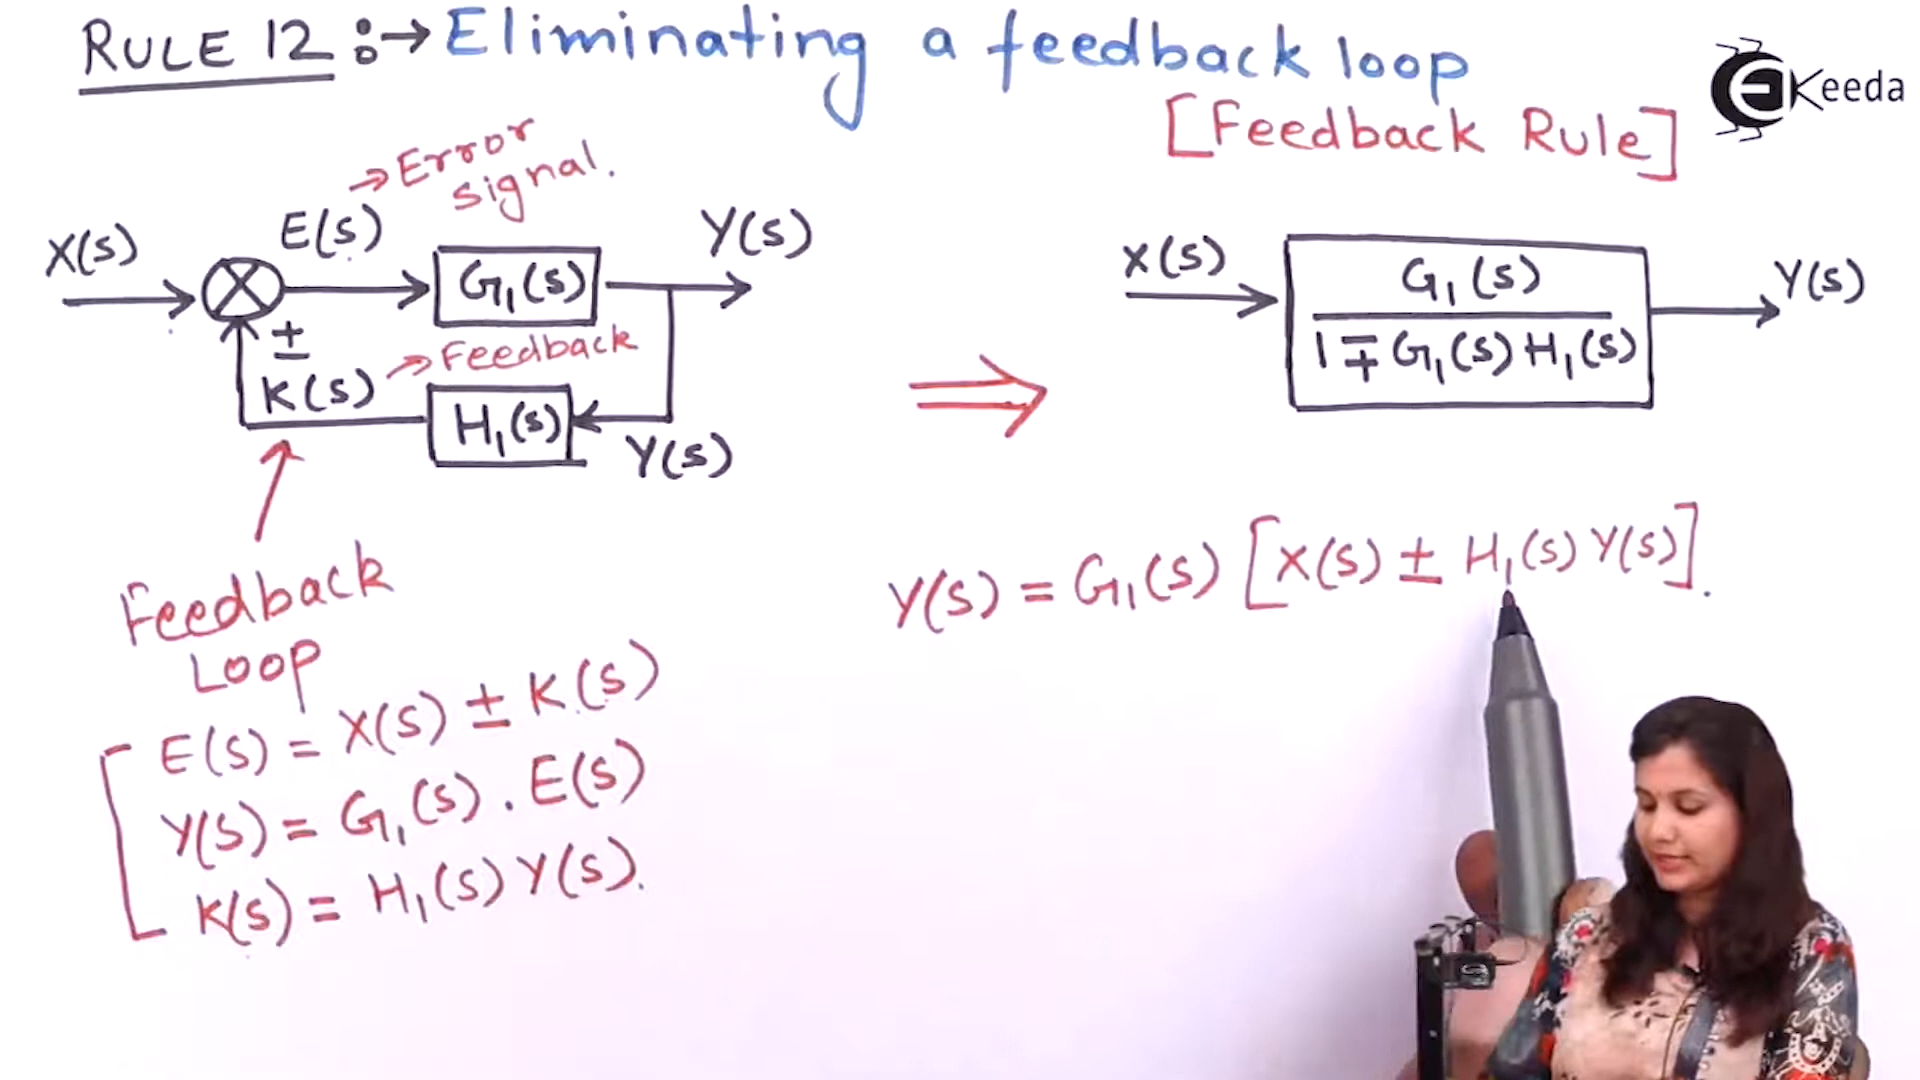 RULE 12 :→ Eliminating a feedback loop
[Feedback Rule]
EKeeda
→ Error
signal.
X(s)
E(s)
G₁(s)
Y(s)
±
K(s)
→ Feedback
H₁(s)
Y(s)
⇒
X(s)
G₁(s)
1 ∓ G₁(s) H₁(s)
Y(s)
Feedback
Loop
Y(s) = G₁(s) [X(s) ± H₁(s) Y(s)].
E(s) = X(s) ± K(s)
Y(s) = G₁(s) . E(s)
K(s) = H₁(s) Y(s).